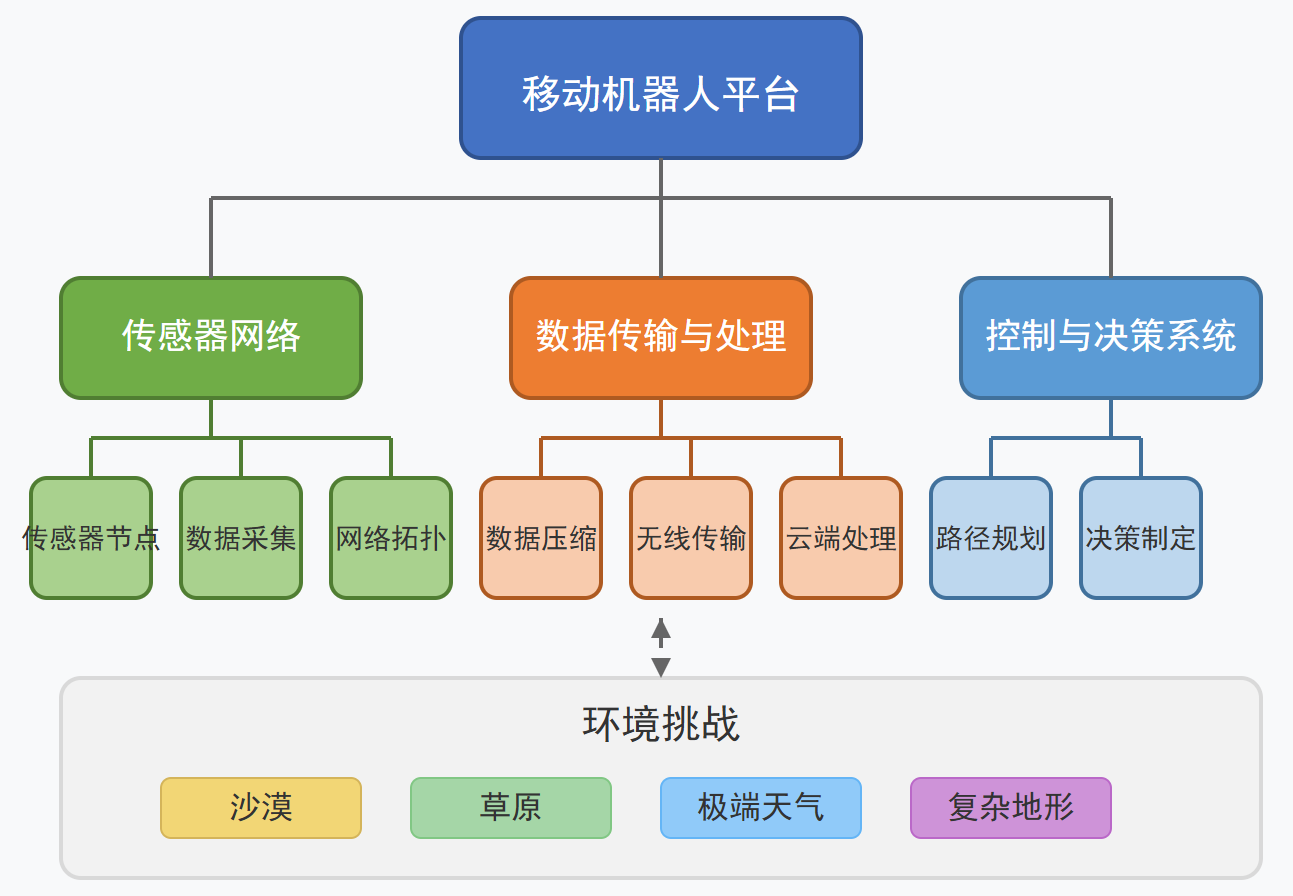 移动机器人平台
传感器网络
数据传输与处理
控制与决策系统
传感器节点
数据采集
网络拓扑
数据压缩
无线传输
云端处理
路径规划
决策制定
环境挑战
沙漠
草原
极端天气
复杂地形